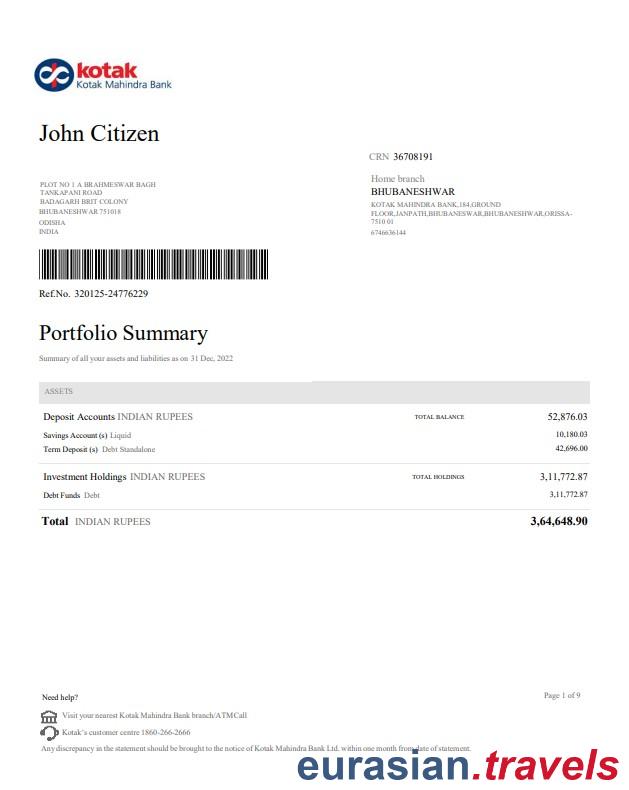 kotak
Kotak Mahindra Bank
John Citizen
CRN 36708191
Home branch
BHUBANESHWAR
PLOT NO 1 A BRAHMESWAR BAGH
TANKAPANI ROAD
BADAGARH BRIT COLONY
BHUBANESHWAR 751018
ODISHA
INDIA
KOTAK MAHINDRA BANK,184,GROUND
FLOOR,JANPATH,BHUBANESWAR,BHUBANESHWAR,ORISSA-
7510 01
6746636144
Ref.No. 320125-24776229
Portfolio Summary
Summary of all your assets and liabilities as on 31 Dec, 2022
ASSETS
Deposit Accounts INDIAN RUPEES TOTAL BALANCE 52,876.03
Savings Account (s) Liquid 10,180.03
Term Deposit (s) Debt Standalone 42,696.00
Investment Holdings INDIAN RUPEES TOTAL HOLDINGS 3,11,772.87
Debt Funds Debt 3,11,772.87
Total INDIAN RUPEES 3,64,648.90
Need help? Page 1 of 9
Visit your nearest Kotak Mahindra Bank branch/ATMCall
Kotak's customer centre 1860-266-2666
Any discrepancy in the statement should be brought to the notice of Kotak Mahindra Bank Ltd. within one month from date of statement.
eurasian.travels